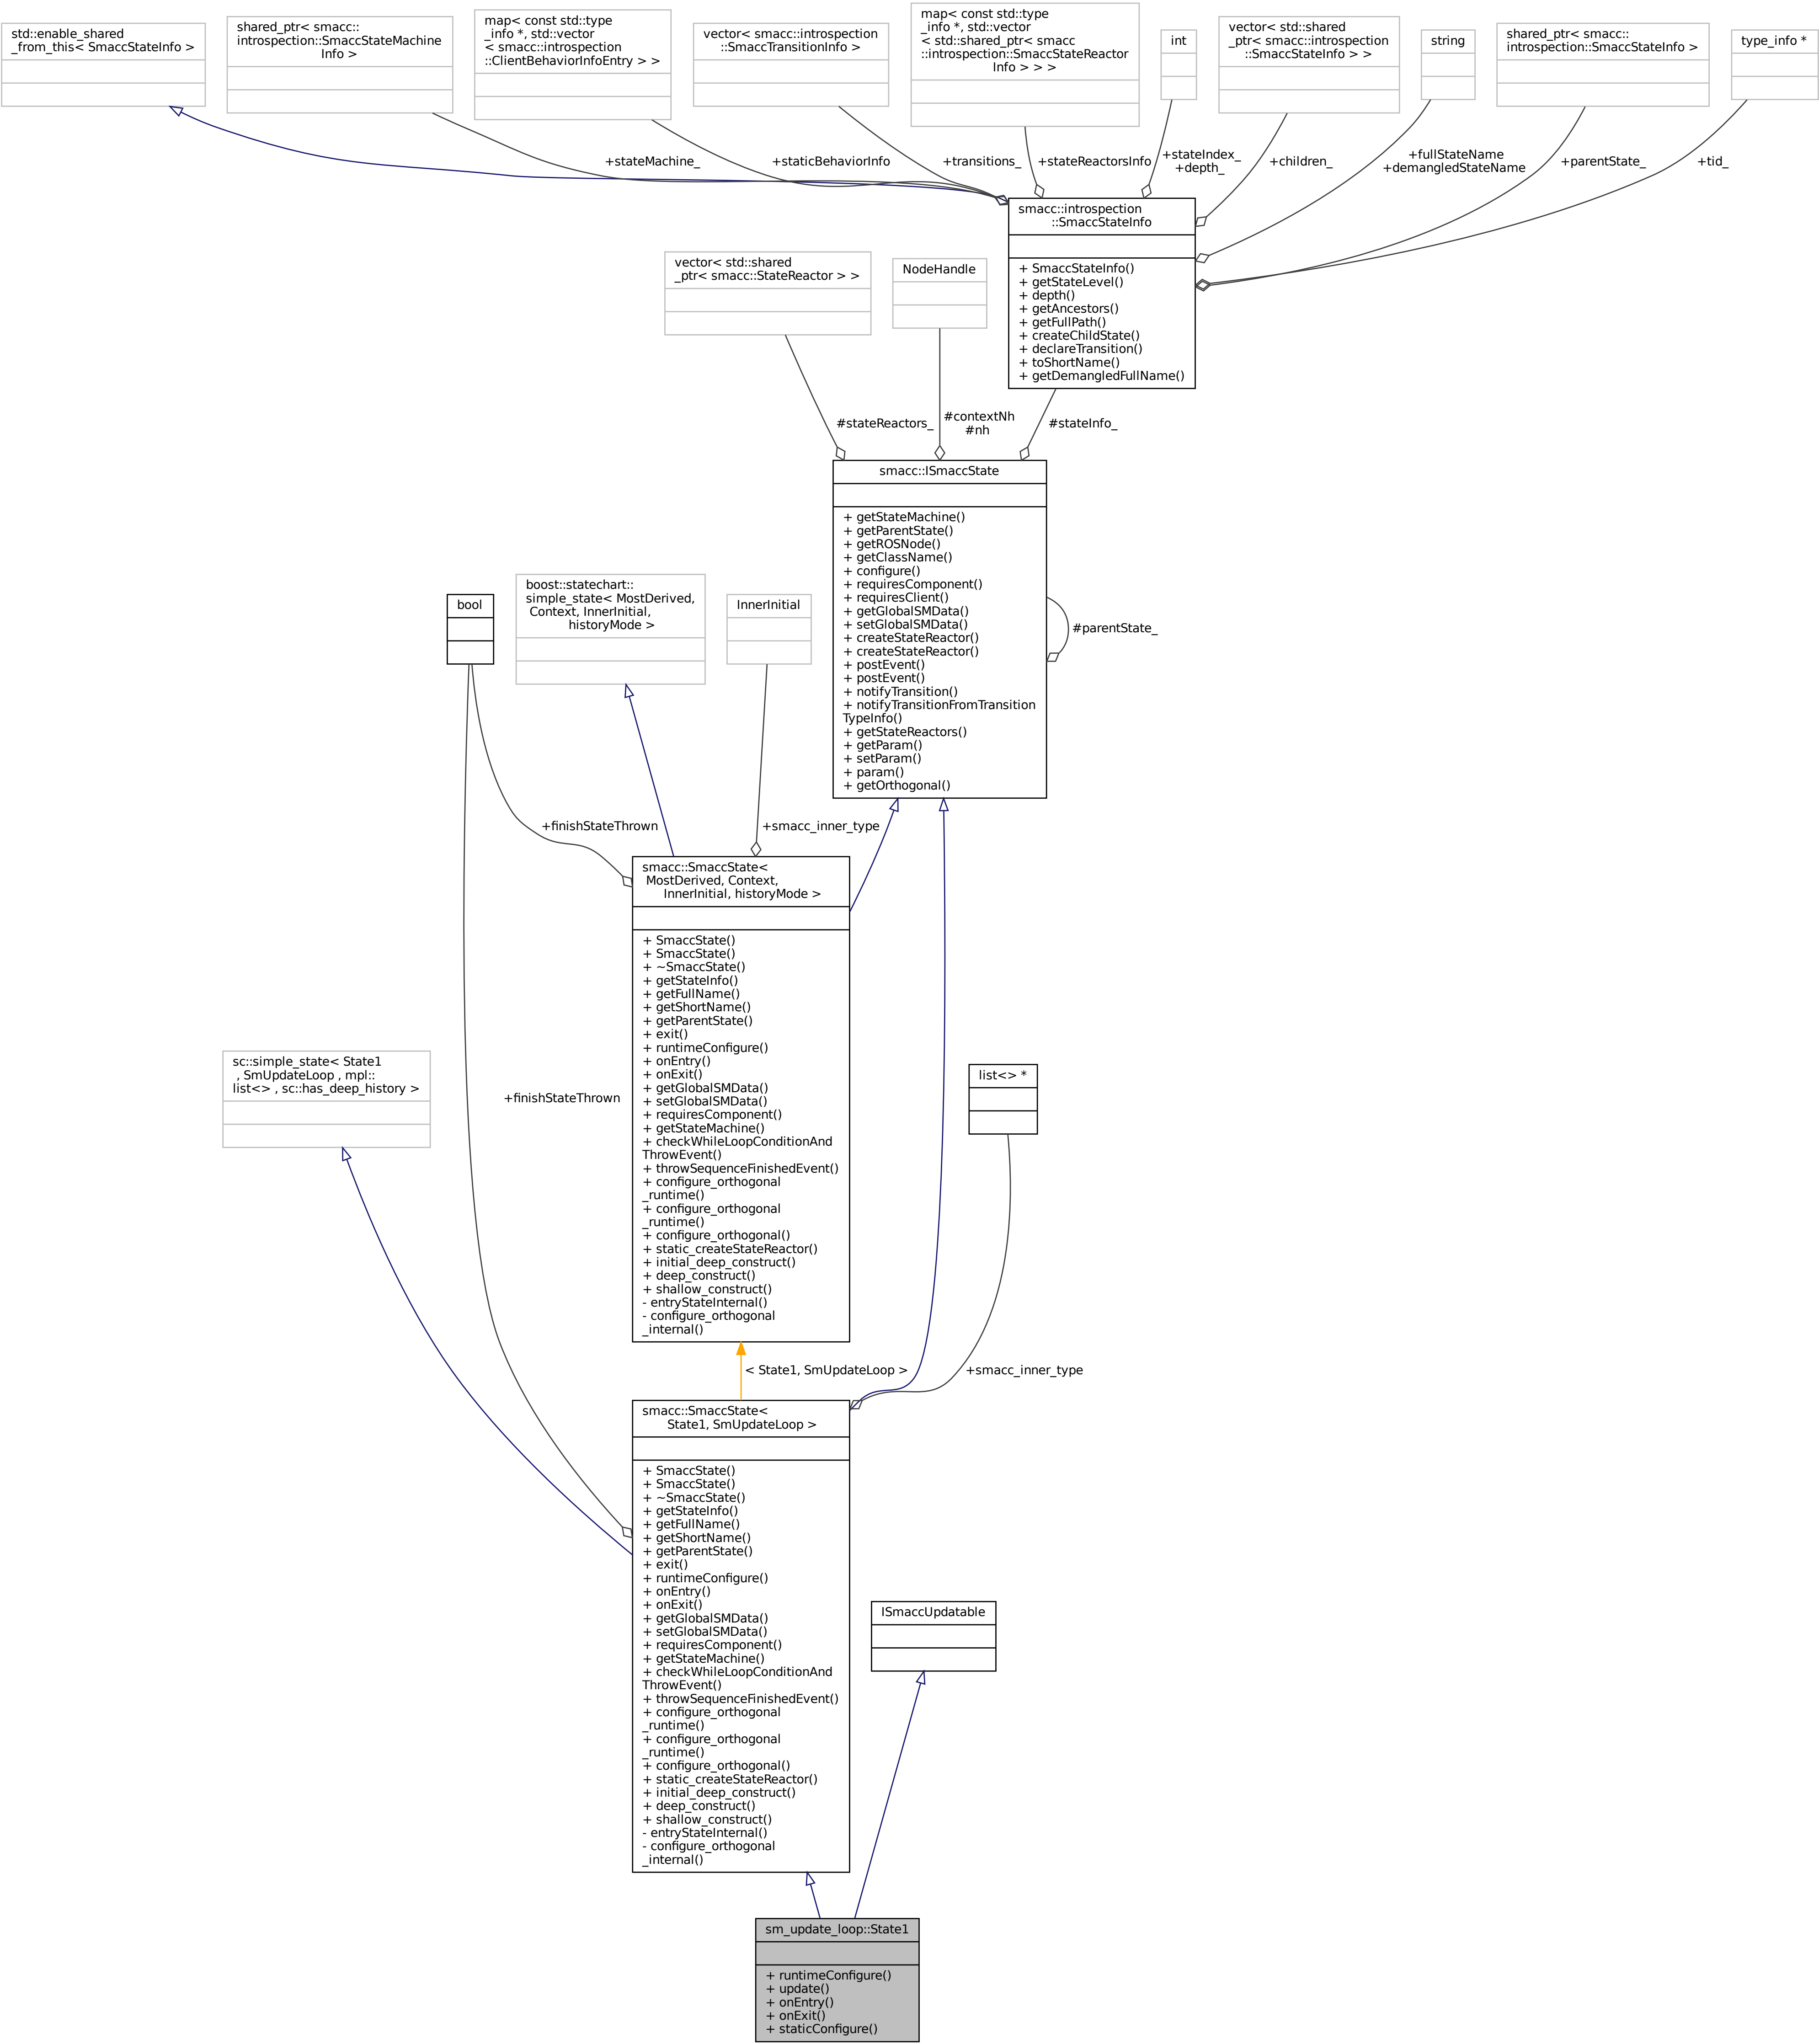 std::enable_shared
_from_this< SmaccStateInfo >
shared_ptr< smacc::
introspection::SmaccStateMachine
Info >
map< const std::type
_info *, std::vector
< smacc::introspection
::ClientBehaviorInfoEntry > >
vector< smacc::introspection
::SmaccTransitionInfo >
map< const std::type
_info *, std::vector
< std::shared_ptr< smacc
::introspection::SmaccStateReactor
Info > > >
int
vector< std::shared
_ptr< smacc::introspection
::SmaccStateInfo > >
string
shared_ptr< smacc::
introspection::SmaccStateInfo >
type_info *
+stateMachine_
+staticBehaviorInfo
+transitions_
+stateReactorsInfo
+stateIndex_
+depth_
+children_
+fullStateName
+demangledStateName
+parentState_
+tid_
smacc::introspection
::SmaccStateInfo
+ SmaccStateInfo()
+ getStateLevel()
+ depth()
+ getAncestors()
+ getFullPath()
+ createChildState()
+ declareTransition()
+ toShortName()
+ getDemangledFullName()
vector< std::shared
_ptr< smacc::StateReactor > >
NodeHandle
#stateReactors_
#contextNh
#nh
#stateInfo_
smacc::ISmaccState
+ getStateMachine()
+ getParentState()
+ getROSNode()
+ getClassName()
+ configure()
+ requiresComponent()
+ requiresClient()
+ getGlobalSMData()
+ setGlobalSMData()
+ createStateReactor()
+ createStateReactor()
+ postEvent()
+ postEvent()
+ notifyTransition()
+ notifyTransitionFromTransition
TypeInfo()
+ getStateReactors()
+ getParam()
+ setParam()
+ param()
+ getOrthogonal()
#parentState_
bool
boost::statechart::
simple_state< MostDerived,
Context, InnerInitial,
historyMode >
InnerInitial
+finishStateThrown
+smacc_inner_type
smacc::SmaccState<
MostDerived, Context,
InnerInitial, historyMode >
+ SmaccState()
+ SmaccState()
+ ~SmaccState()
+ getStateInfo()
+ getFullName()
+ getShortName()
+ getParentState()
+ exit()
+ runtimeConfigure()
+ onEntry()
+ onExit()
+ getGlobalSMData()
+ setGlobalSMData()
+ requiresComponent()
+ getStateMachine()
+ checkWhileLoopConditionAnd
ThrowEvent()
+ throwSequenceFinishedEvent()
+ configure_orthogonal
_runtime()
+ configure_orthogonal
_runtime()
+ configure_orthogonal()
+ static_createStateReactor()
+ initial_deep_construct()
+ deep_construct()
+ shallow_construct()
- entryStateInternal()
- configure_orthogonal
_internal()
sc::simple_state< State1
, SmUpdateLoop , mpl::
list<> , sc::has_deep_history >
+finishStateThrown
list<> *
< State1, SmUpdateLoop >
+smacc_inner_type
smacc::SmaccState<
State1, SmUpdateLoop >
+ SmaccState()
+ SmaccState()
+ ~SmaccState()
+ getStateInfo()
+ getFullName()
+ getShortName()
+ getParentState()
+ exit()
+ runtimeConfigure()
+ onEntry()
+ onExit()
+ getGlobalSMData()
+ setGlobalSMData()
+ requiresComponent()
+ getStateMachine()
+ checkWhileLoopConditionAnd
ThrowEvent()
+ throwSequenceFinishedEvent()
+ configure_orthogonal
_runtime()
+ configure_orthogonal
_runtime()
+ configure_orthogonal()
+ static_createStateReactor()
+ initial_deep_construct()
+ deep_construct()
+ shallow_construct()
- entryStateInternal()
- configure_orthogonal
_internal()
ISmaccUpdatable
sm_update_loop::State1
+ runtimeConfigure()
+ update()
+ onEntry()
+ onExit()
+ staticConfigure()